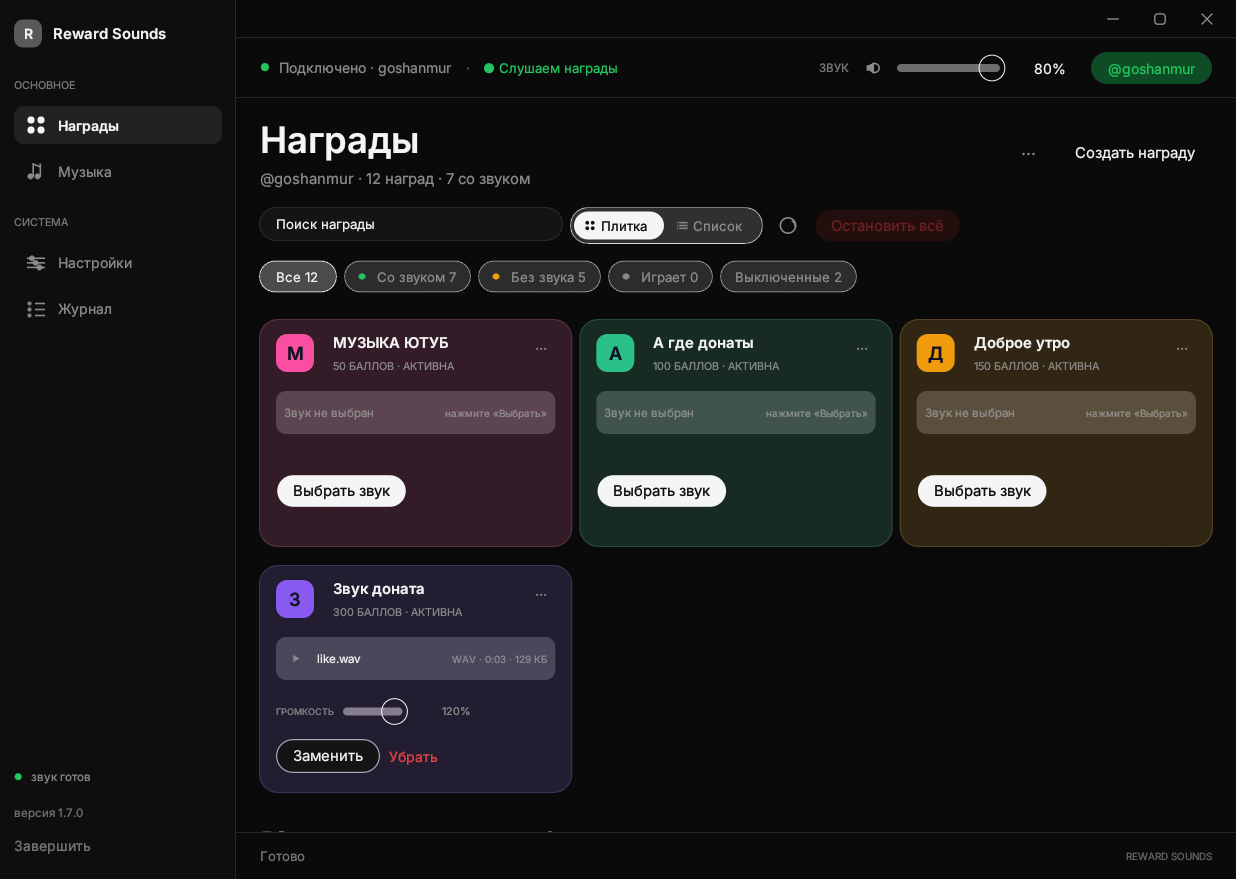 R Reward Sounds
ОСНОВНОЕ
Награды
Музыка
СИСТЕМА
Настройки
Журнал
звук готов
версия 1.7.0
Завершить
Подключено · goshanmur · Слушаем награды
ЗВУК 80% @goshanmur
Награды
@goshanmur · 12 наград · 7 со звуком
... Создать награду
Поиск награды
Плитка Список Остановить всё
Все 12 Со звуком 7 Без звука 5 Играет 0 Выключенные 2
М МУЗЫКА ЮТУБ ...
50 БАЛЛОВ · АКТИВНА
Звук не выбран нажмите «Выбрать»
Выбрать звук
А А где донаты ...
100 БАЛЛОВ · АКТИВНА
Звук не выбран нажмите «Выбрать»
Выбрать звук
Д Доброе утро ...
150 БАЛЛОВ · АКТИВНА
Звук не выбран нажмите «Выбрать»
Выбрать звук
З Звук доната ...
300 БАЛЛОВ · АКТИВНА
like.wav WAV · 0:03 · 129 КБ
ГРОМКОСТЬ 120%
Заменить Убрать
Готово
REWARD SOUNDS